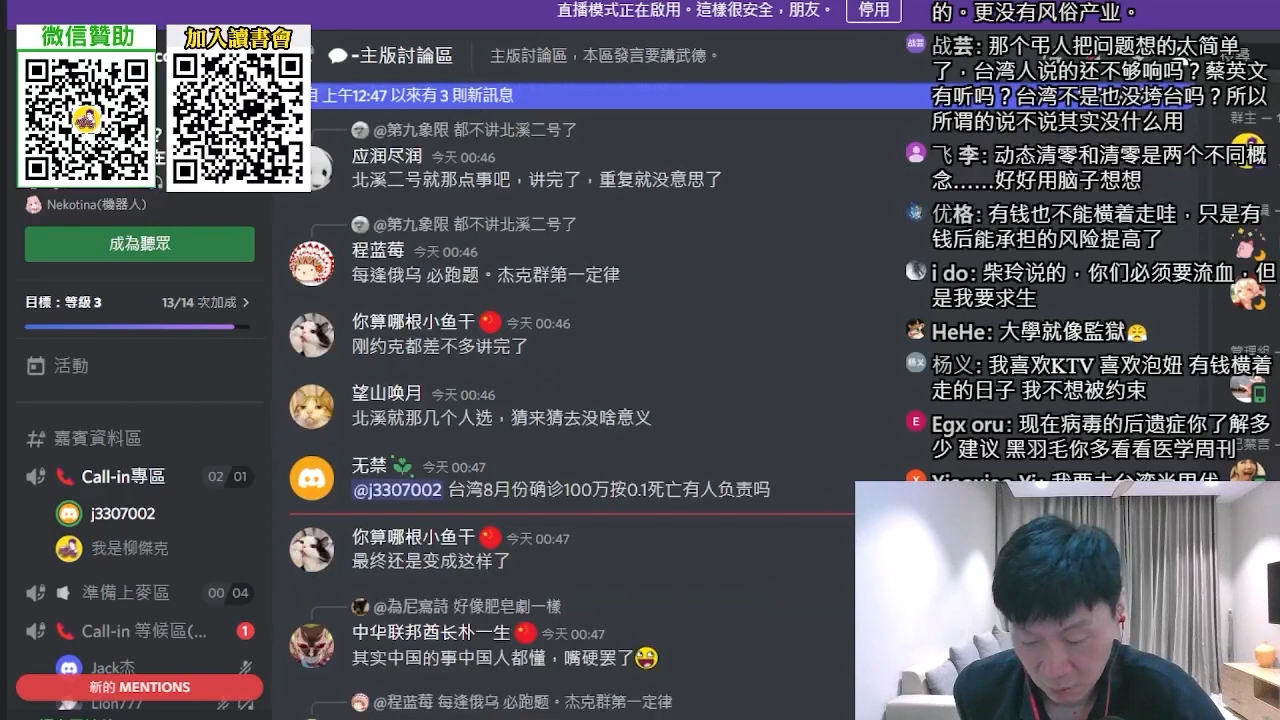 直播模式正在啟用。這樣很安全，朋友。
停用
微信贊助
加入讀書會
-主版討論區
主版討論區，本區發言要講武德。
上午12:47 以來有 3 則新訊息
@第九象限 都不讲北溪二号了
应润尽润 今天 00:46
北溪二号就那点事吧，讲完了，重复就没意思了
@第九象限 都不讲北溪二号了
程蓝莓 今天 00:46
每逢俄乌 必跑题。杰克群第一定律
你算哪根小鱼干 今天 00:46
刚约克都差不多讲完了
望山唤月 今天 00:46
北溪就那几个人选，猜来猜去没啥意义
无禁 今天 00:47
@j3307002 台湾8月份确诊100万按0.1死亡有人负责吗
你算哪根小鱼干 今天 00:47
最终还是变成这样了
@為尼寫詩 好像肥皂劇一樣
中华联邦酋长朴一生 今天 00:47
其实中国的事中国人都懂，嘴硬罢了
@程蓝莓 每逢俄乌 必跑题。杰克群第一定律
Nekotina(機器人)
成為聽眾
目標：等級 3
13/14 次加成
活動
嘉賓資料區
Call-in專區
02 01
j3307002
我是柳傑克
準備上麥區
00 04
Call-in 等候區(...
1
Jack杰
新的 MENTIONS
Lion777
的。更没有风俗产业。
战芸: 那个弔人把问题想的太简单
了，台湾人说的还不够响吗？蔡英文
有听吗？台湾不是也没垮台吗？所以
所谓的说不说其实没什么用
飞 李: 动态清零和清零是两个不同概
念......好好用脑子想想
优格: 有钱也不能横着走哇，只是有
钱后能承担的风险提高了
i do: 柴玲说的，你们必须要流血，但
是我要求生
HeHe: 大學就像監獄
杨义: 我喜欢KTV 喜欢泡妞 有钱横着
走的日子 我不想被约束
Egx oru: 现在病毒的后遗症你了解多
少 建议 黑羽毛你多看看医学周刊